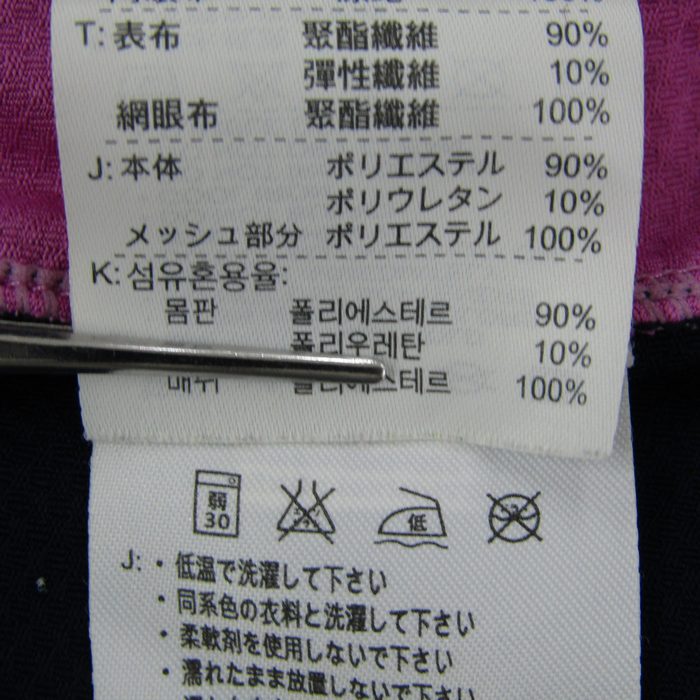 T: 表布 聚酯纖維 90%
彈性纖維 10%
網眼布 聚酯纖維 100%
J: 本体 ポリエステル 90%
ポリウレタン 10%
メッシュ部分 ポリエステル 100%
K: 섬유혼용율:
몸판 폴리에스테르 90%
폴리우레탄 10%
폴리에스테르 100%
弱 30 低
J: ・低温で洗濯して下さい
・同系色の衣料と洗濯して下さい
・柔軟剤を使用しないで下さい
・濡れたまま放置しないで下さい